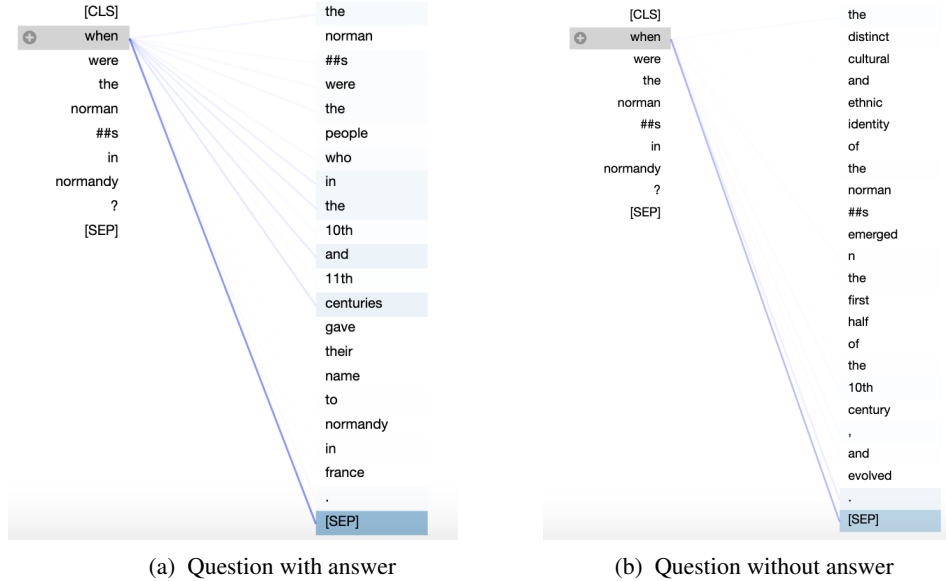 [CLS]
when
were
the
norman
##s
in
normandy
?
[SEP]
the
norman
##s
were
the
people
who
in
the
10th
and
11th
centuries
gave
their
name
to
normandy
in
france
.
[SEP]
(a) Question with answer
[CLS]
when
were
the
norman
##s
in
normandy
?
[SEP]
the
distinct
cultural
and
ethnic
identity
of
the
norman
##s
emerged
n
the
first
half
of
the
10th
century
,
and
evolved
.
[SEP]
(b) Question without answer